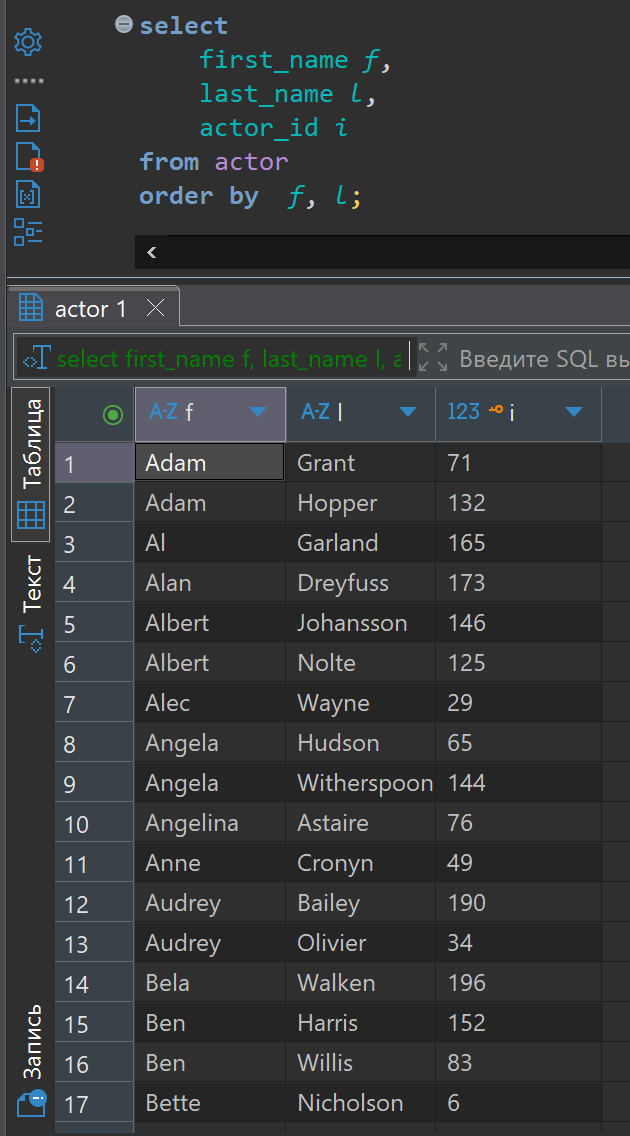 select
first_name f,
last_name l,
actor_id i
from actor
order by f, l;
actor 1
select first_name f, last_name l, a
Введите SQL вы
Таблица
Текст
Запись
A-Z f A-Z l 123 i
1 Adam Grant 71
2 Adam Hopper 132
3 Al Garland 165
4 Alan Dreyfuss 173
5 Albert Johansson 146
6 Albert Nolte 125
7 Alec Wayne 29
8 Angela Hudson 65
9 Angela Witherspoon 144
10 Angelina Astaire 76
11 Anne Cronyn 49
12 Audrey Bailey 190
13 Audrey Olivier 34
14 Bela Walken 196
15 Ben Harris 152
16 Ben Willis 83
17 Bette Nicholson 6